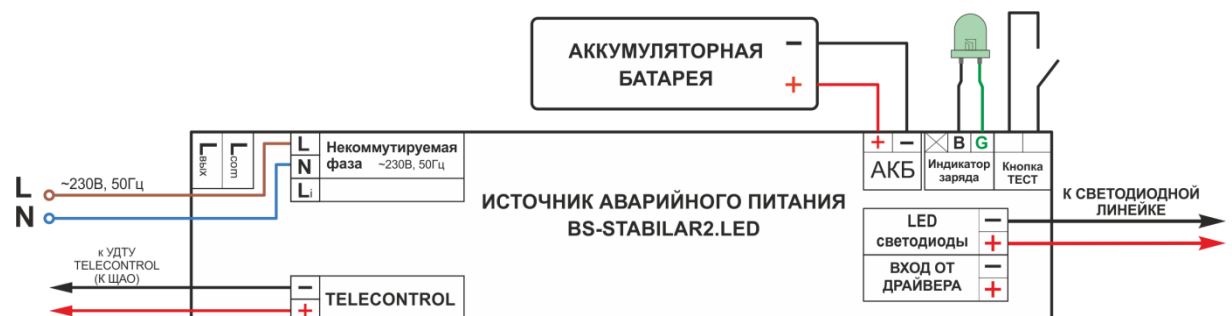 АККУМУЛЯТОРНАЯ
БАТАРЕЯ
−
+
L ~230В, 50Гц
N
Lвых
Lcom
L
N
Li
Некоммутируемая
фаза ~230В, 50Гц
+ −
АКБ
B G
Индикатор
заряда
Кнопка
ТЕСТ
ИСТОЧНИК АВАРИЙНОГО ПИТАНИЯ
BS-STABILAR2.LED
LED
светодиоды
−
+
ВХОД ОТ
ДРАЙВЕРА
−
+
К СВЕТОДИОДНОЙ
ЛИНЕЙКЕ
к УДТУ
TELECONTROL
(К ЩАО)
−
+
TELECONTROL